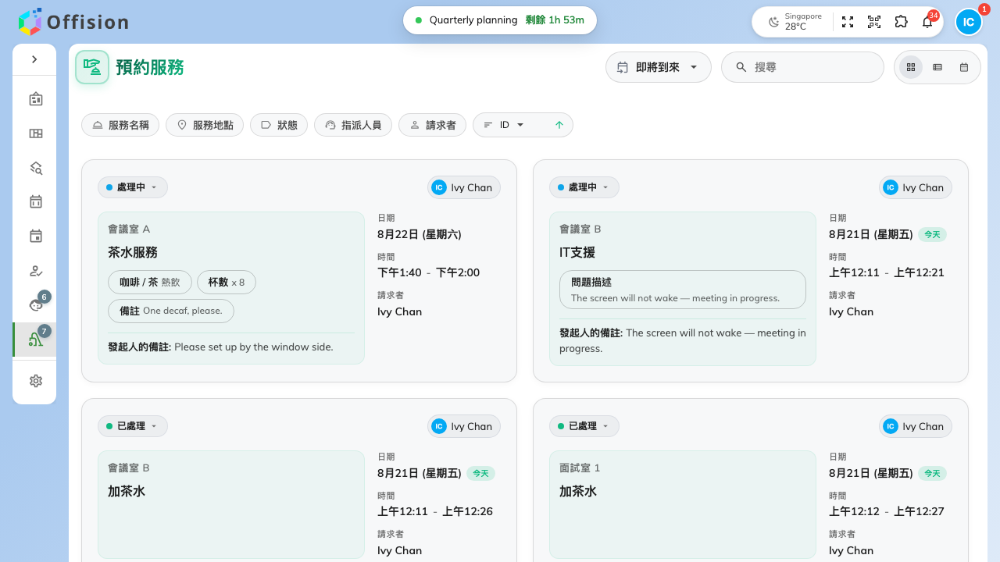 Offision
Quarterly planning 剩餘 1h 53m
Singapore
28°C
34
IC
1
預約服務
即將到來
搜尋
服務名稱
服務地點
狀態
指派人員
請求者
ID
6
7
處理中
IC Ivy Chan
會議室 A
茶水服務
咖啡 / 茶 熱飲
杯數 x 8
備註 One decaf, please.
發起人的備註: Please set up by the window side.
日期
8月22日 (星期六)
時間
下午1:40 - 下午2:00
請求者
Ivy Chan
處理中
IC Ivy Chan
會議室 B
IT支援
問題描述
The screen will not wake — meeting in progress.
發起人的備註: The screen will not wake — meeting in
progress.
日期
8月21日 (星期五) 今天
時間
上午12:11 - 上午12:21
請求者
Ivy Chan
已處理
IC Ivy Chan
會議室 B
加茶水
日期
8月21日 (星期五) 今天
時間
上午12:11 - 上午12:26
請求者
Ivy Chan
已處理
IC Ivy Chan
面試室 1
加茶水
日期
8月21日 (星期五) 今天
時間
上午12:12 - 上午12:27
請求者
Ivy Chan